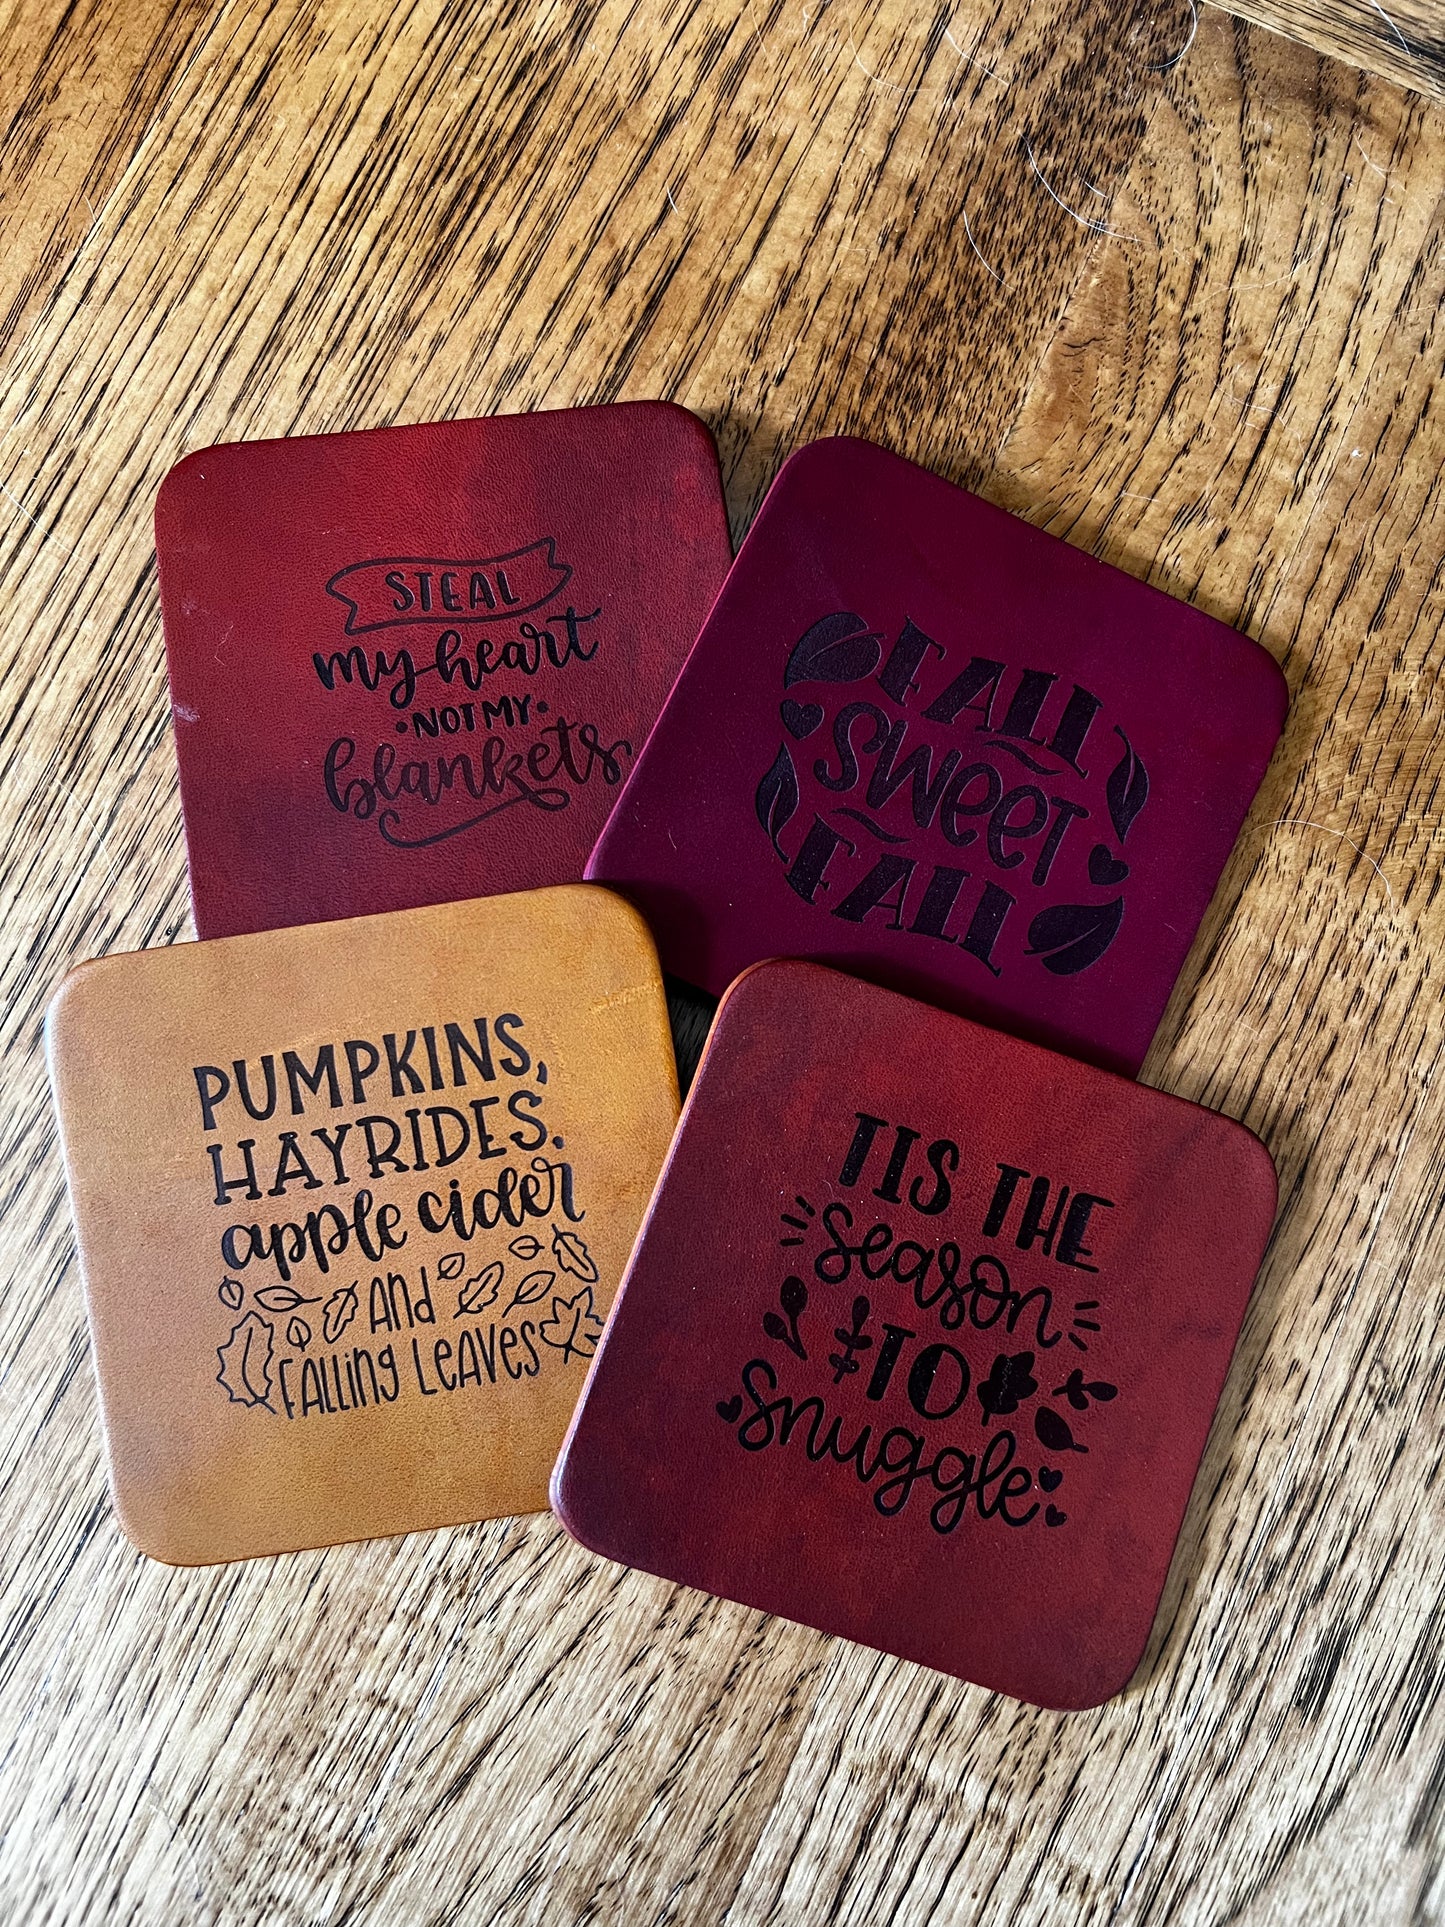 STEAL
my heart
• NOT MY •
blankets
FALL
SWEET
FALL
PUMPKINS,
HAYRIDES,
apple cider
AND
FALLING LEAVES
TIS THE
season
TO
snuggle